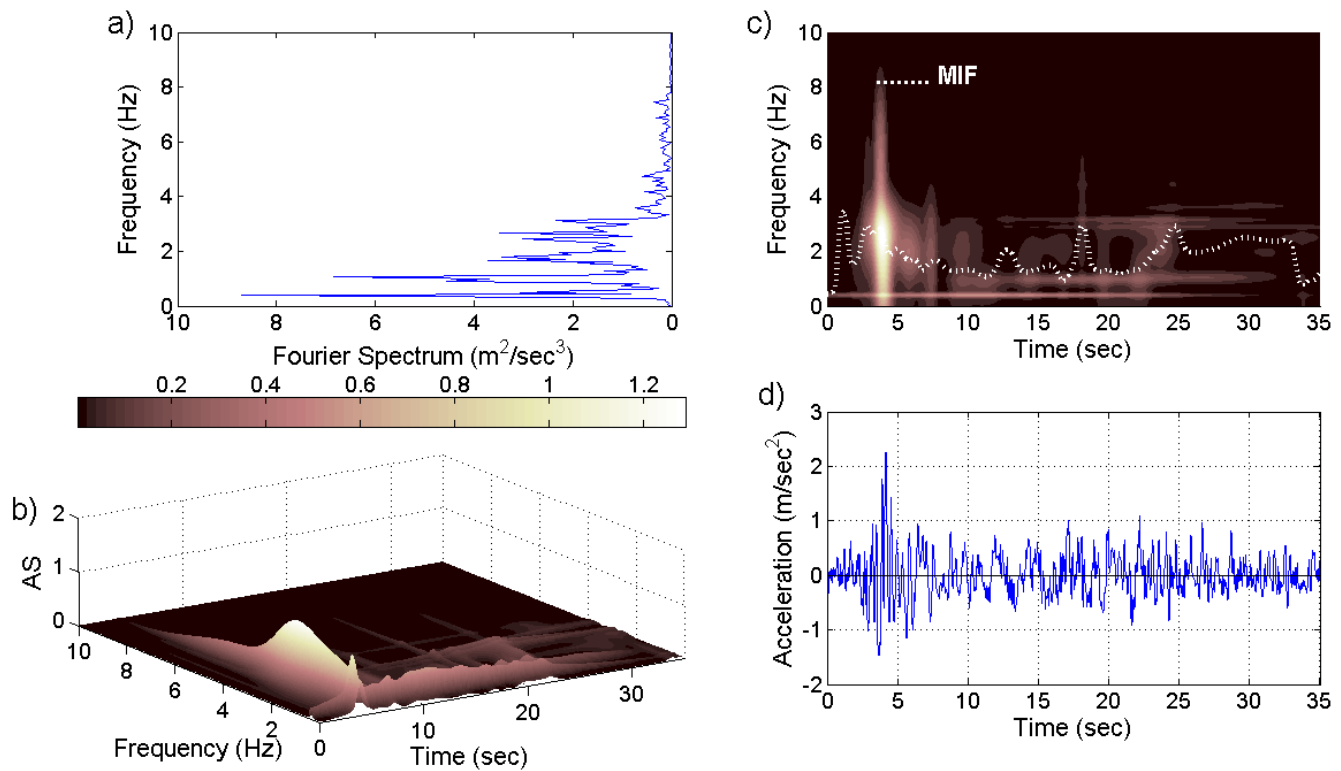 a)
10
8
6
4
2
0
Frequency (Hz)
10 8 6 4 2 0
Fourier Spectrum (m²/sec³)
0.2 0.4 0.6 0.8 1 1.2
b)
2
1
0
AS
10 8 6 4 2 0
Frequency (Hz)
10 20 30
Time (sec)
c)
10
8
6
4
2
0
Frequency (Hz)
MIF
0 5 10 15 20 25 30 35
Time (sec)
d)
3
2
1
0
-1
-2
Acceleration (m/sec²)
0 5 10 15 20 25 30 35
Time (sec)